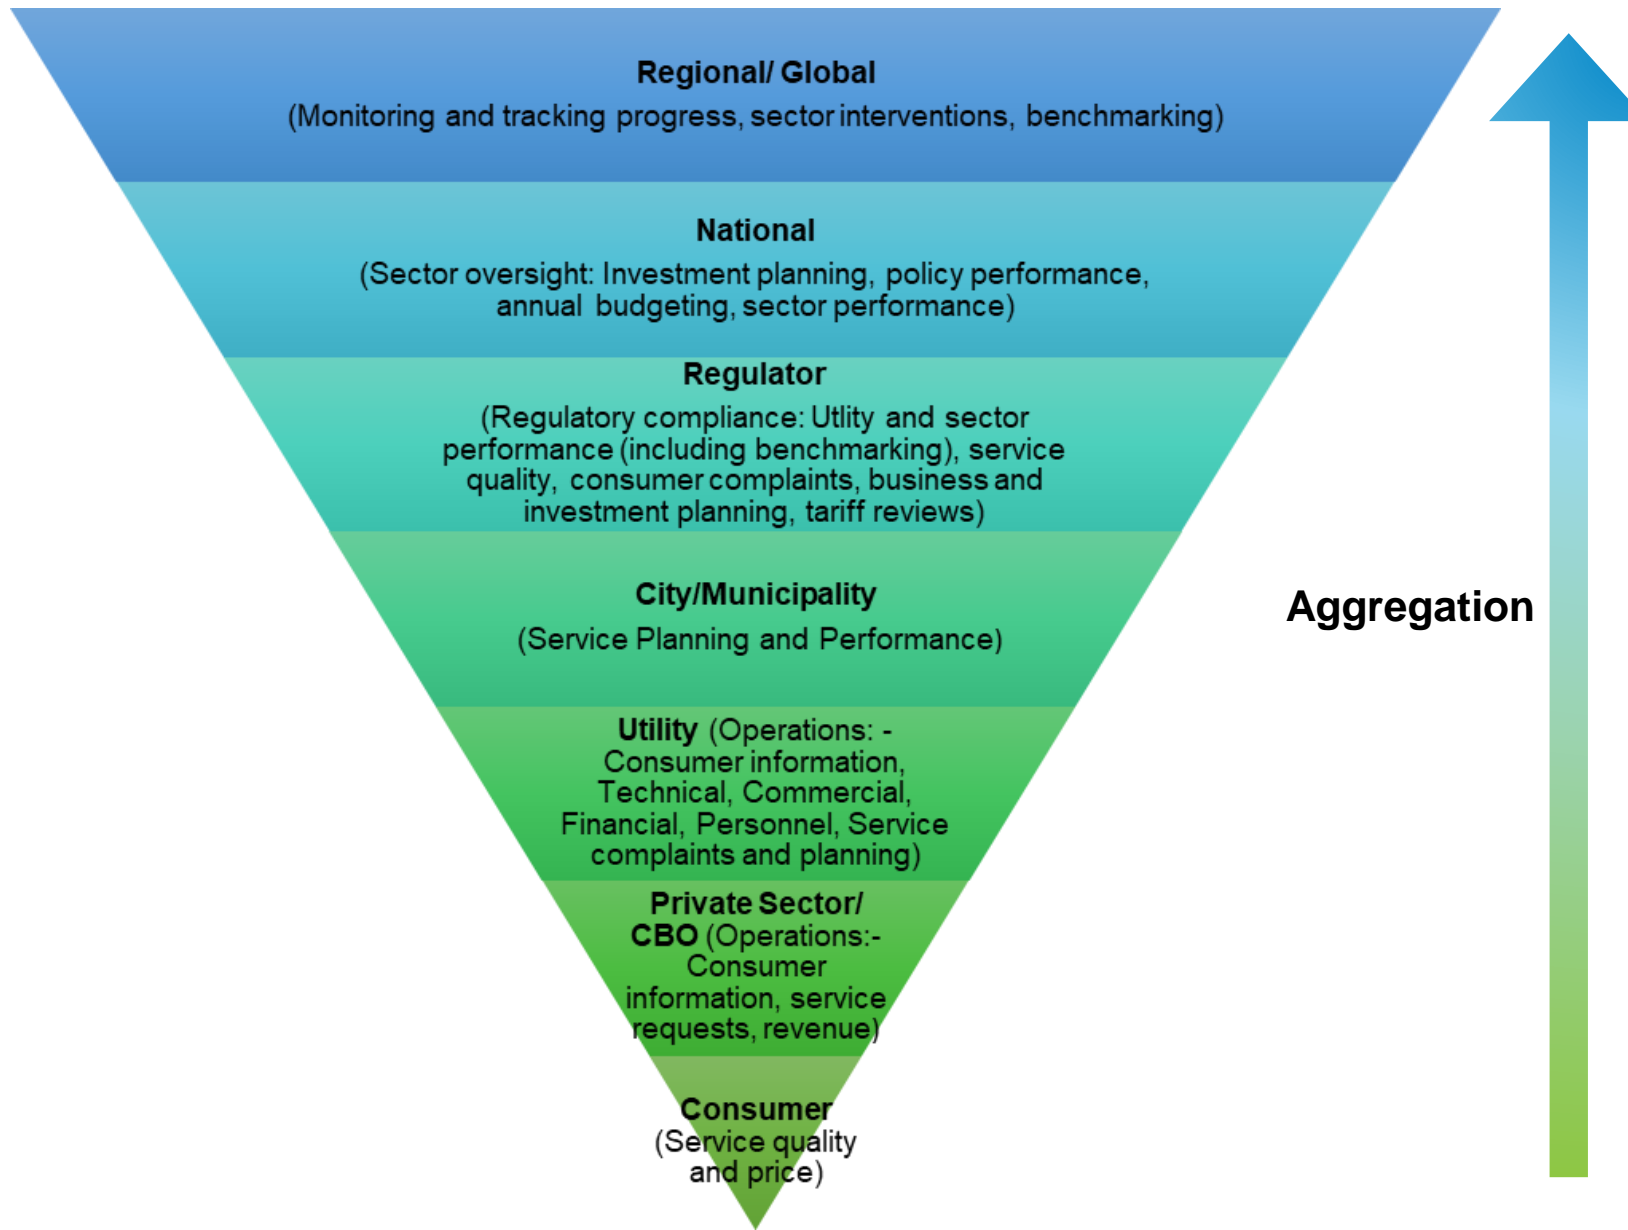 Regional/ Global
(Monitoring and tracking progress, sector interventions, benchmarking)
National
(Sector oversight: Investment planning, policy performance,
annual budgeting, sector performance)
Regulator
(Regulatory compliance: Utlity and sector
performance (including benchmarking), service
quality, consumer complaints, business and
investment planning, tariff reviews)
City/Municipality
(Service Planning and Performance)
Aggregation
Utility (Operations: -
Consumer information,
Technical, Commercial,
Financial, Personnel, Service
complaints and planning)
Private Sector/
CBO (Operations:-
Consumer
information, service
requests, revenue)
Consumer
(Service quality
and price)